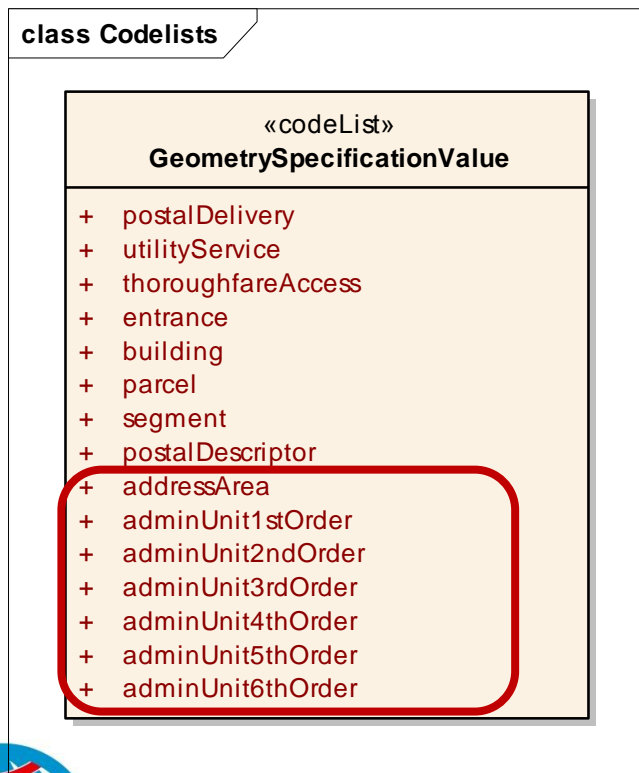 class Codelists
«codeList»
GeometrySpecificationValue
+ postalDelivery
+ utilityService
+ thoroughfareAccess
+ entrance
+ building
+ parcel
+ segment
+ postalDescriptor
+ addressArea
+ adminUnit1stOrder
+ adminUnit2ndOrder
+ adminUnit3rdOrder
+ adminUnit4thOrder
+ adminUnit5thOrder
+ adminUnit6thOrder